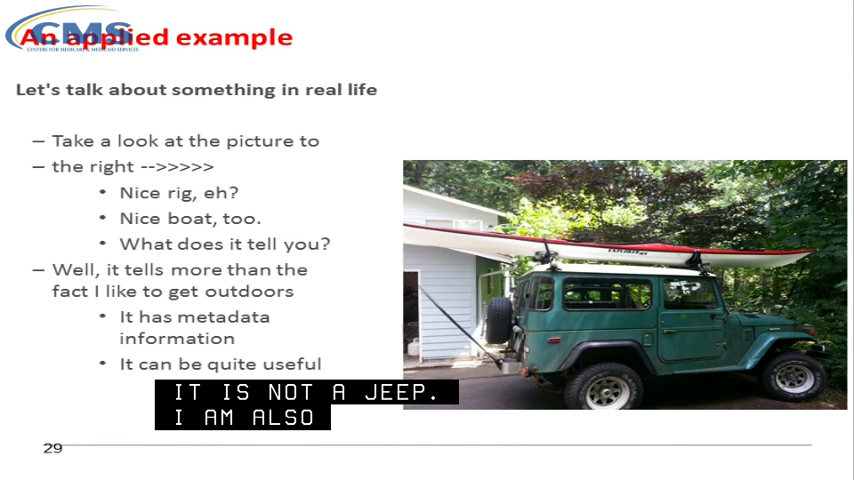 CMS
CENTERS FOR MEDICARE & MEDICAID SERVICES
An applied example
Let's talk about something in real life
– Take a look at the picture to
– the right -->>>>>
• Nice rig, eh?
• Nice boat, too.
• What does it tell you?
– Well, it tells more than the
fact I like to get outdoors
• It has metadata
information
• It can be quite useful
EXPLORER HV
IT IS NOT A JEEP.
I AM ALSO
29